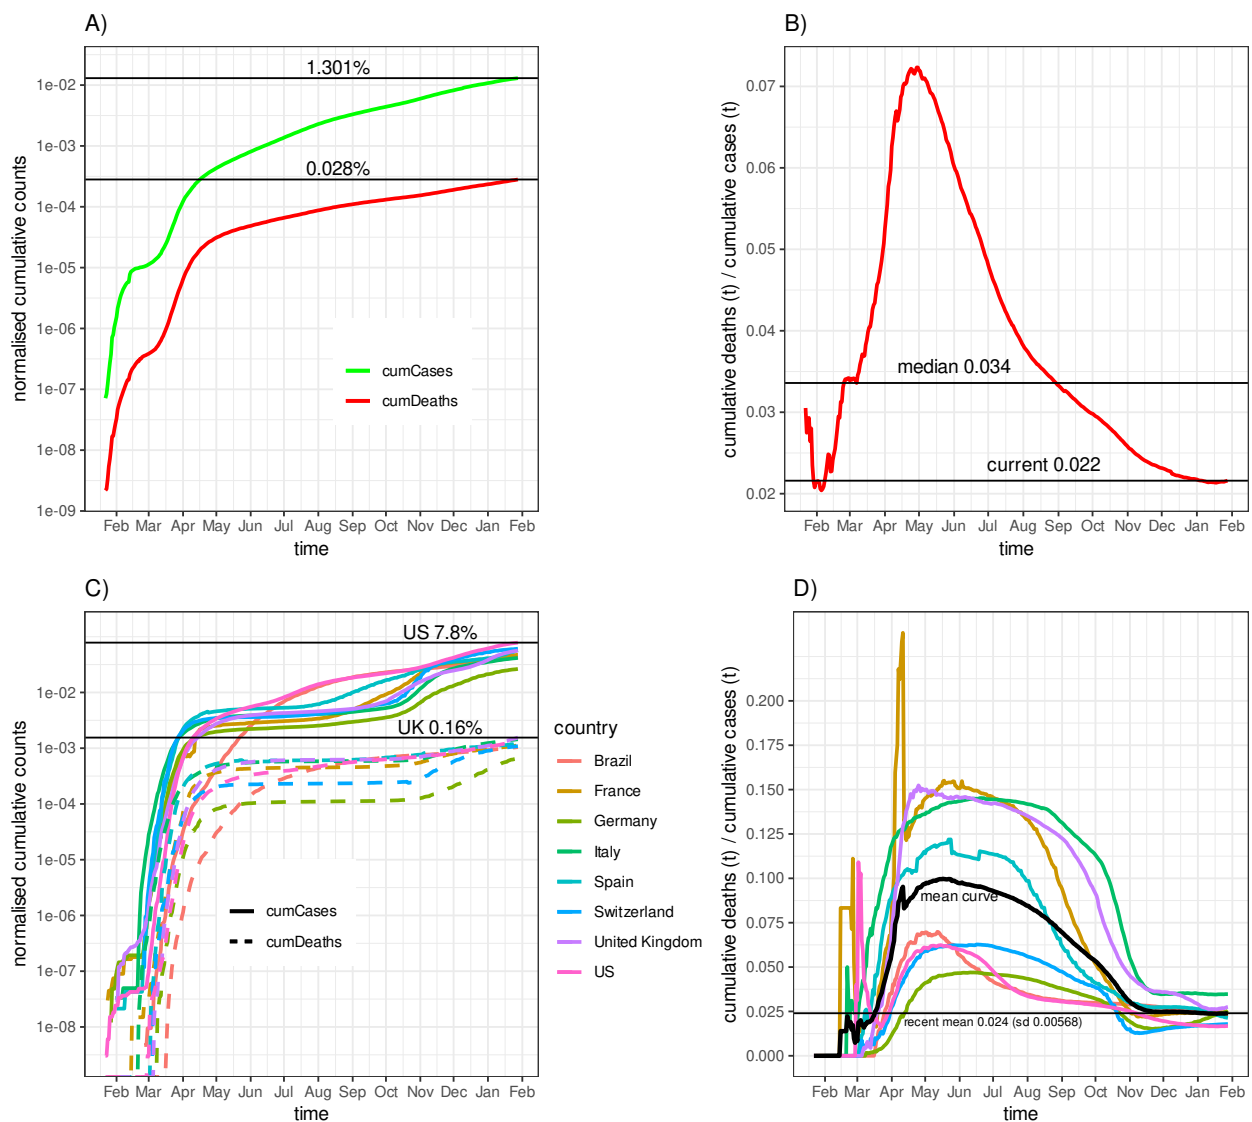 A)
normalised cumulative counts
1e-02
1e-03
1e-04
1e-05
1e-06
1e-07
1e-08
1e-09
1.301%
0.028%
cumCases
cumDeaths
Feb Mar Apr May Jun Jul Aug Sep Oct Nov Dec Jan Feb
time
B)
cumulative deaths (t) / cumulative cases (t)
0.07
0.06
0.05
0.04
0.03
0.02
median 0.034
current 0.022
Feb Mar Apr May Jun Jul Aug Sep Oct Nov Dec Jan Feb
time
C)
normalised cumulative counts
1e-02
1e-03
1e-04
1e-05
1e-06
1e-07
1e-08
US 7.8%
UK 0.16%
cumCases
cumDeaths
Feb Mar Apr May Jun Jul Aug Sep Oct Nov Dec Jan Feb
time
country
Brazil
France
Germany
Italy
Spain
Switzerland
United Kingdom
US
D)
cumulative deaths (t) / cumulative cases (t)
0.200
0.175
0.150
0.125
0.100
0.075
0.050
0.025
0.000
mean curve
recent mean 0.024 (sd 0.00568)
Feb Mar Apr May Jun Jul Aug Sep Oct Nov Dec Jan Feb
time